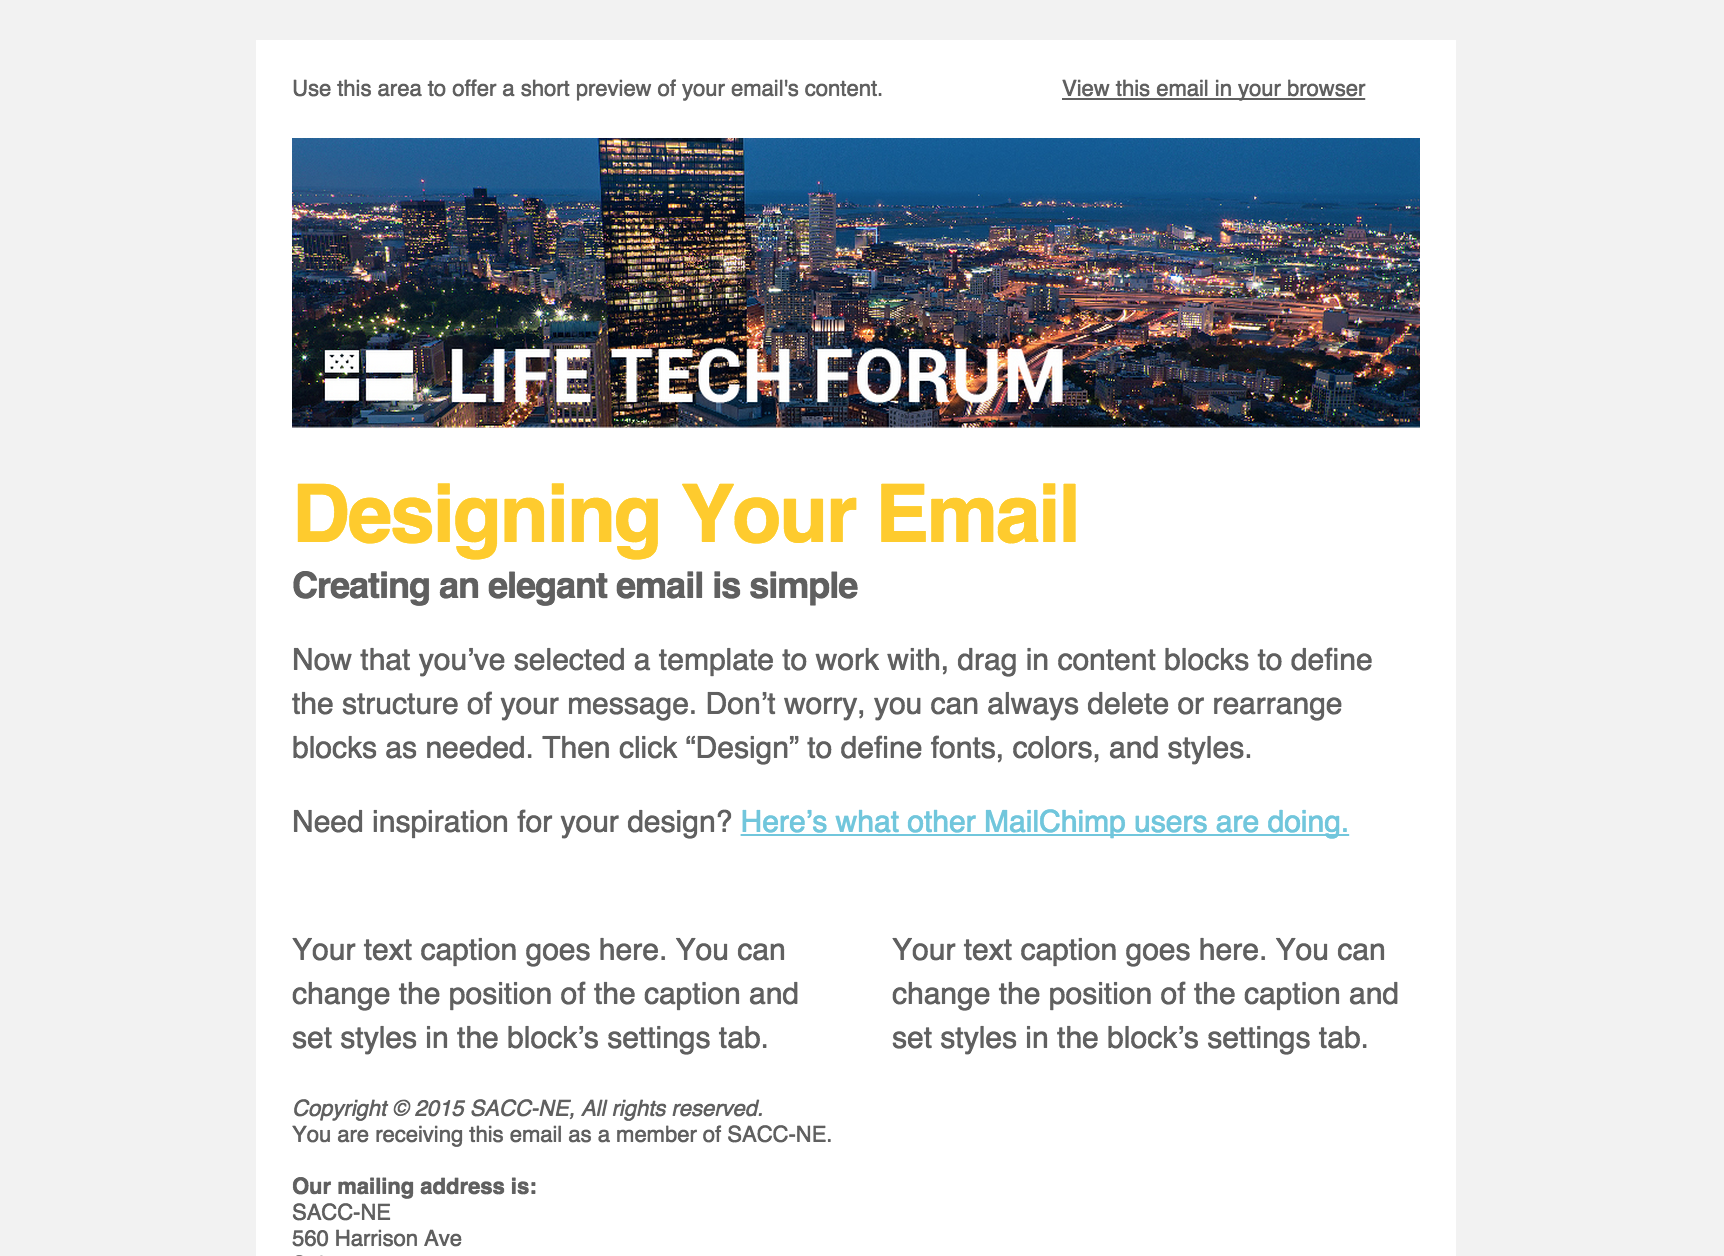 Use this area to offer a short preview of your email's content.
View this email in your browser
LIFE TECH FORUM
Designing Your Email
Creating an elegant email is simple
Now that you’ve selected a template to work with, drag in content blocks to define
the structure of your message. Don’t worry, you can always delete or rearrange
blocks as needed. Then click “Design” to define fonts, colors, and styles.
Need inspiration for your design? Here’s what other MailChimp users are doing.
Your text caption goes here. You can
change the position of the caption and
set styles in the block’s settings tab.
Your text caption goes here. You can
change the position of the caption and
set styles in the block’s settings tab.
Copyright © 2015 SACC-NE, All rights reserved.
You are receiving this email as a member of SACC-NE.
Our mailing address is:
SACC-NE
560 Harrison Ave